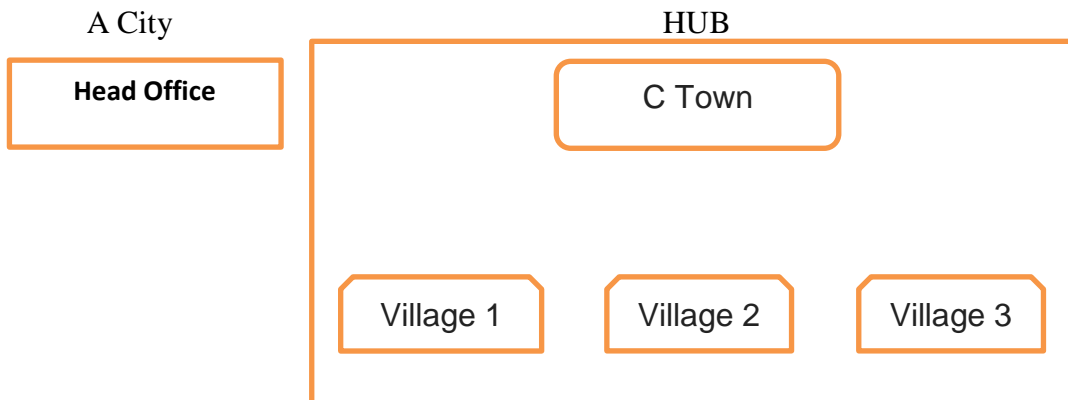 A City
HUB
Head Office
C Town
Village 1
Village 2
Village 3